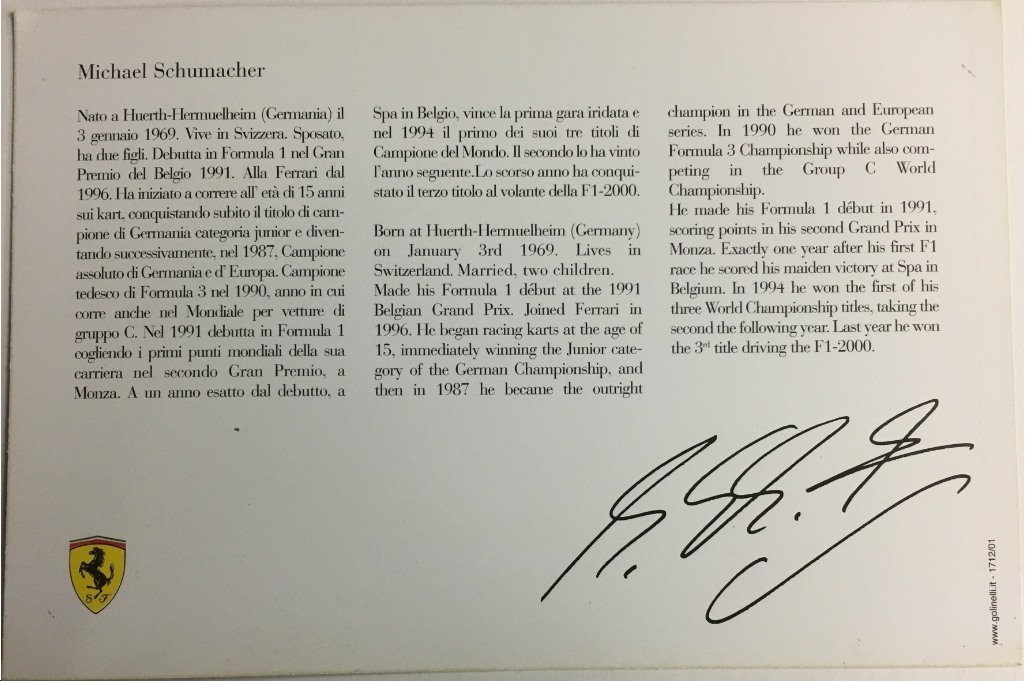 Michael Schumacher
Nato a Huerth-Hermuelheim (Germania) il
3 gennaio 1969. Vive in Svizzera. Sposato,
ha due figli. Debutta in Formula 1 nel Gran
Premio del Belgio 1991. Alla Ferrari dal
1996. Ha iniziato a correre all' età di 15 anni
sui kart, conquistando subito il titolo di cam-
pione di Germania categoria junior e diven-
tando successivamente, nel 1987, Campione
assoluto di Germania e d' Europa. Campione
tedesco di Formula 3 nel 1990, anno in cui
corre anche nel Mondiale per vetture di
gruppo C. Nel 1991 debutta in Formula 1
cogliendo i primi punti mondiali della sua
carriera nel secondo Gran Premio, a
Monza. A un anno esatto dal debutto, a
Spa in Belgio, vince la prima gara iridata e
nel 1994 il primo dei suoi tre titoli di
Campione del Mondo. Il secondo lo ha vinto
l'anno seguente.Lo scorso anno ha conqui-
stato il terzo titolo al volante della F1-2000.
Born at Huerth-Hermuelheim (Germany)
on January 3rd 1969. Lives in
Switzerland. Married, two children.
Made his Formula 1 début at the 1991
Belgian Grand Prix. Joined Ferrari in
1996. He began racing karts at the age of
15, immediately winning the Junior cate-
gory of the German Championship, and
then in 1987 he became the outright
champion in the German and European
series. In 1990 he won the German
Formula 3 Championship while also com-
peting in the Group C World
Championship.
He made his Formula 1 début in 1991,
scoring points in his second Grand Prix in
Monza. Exactly one year after his first F1
race he scored his maiden victory at Spa in
Belgium. In 1994 he won the first of his
three World Championship titles, taking the
second the following year. Last year he won
the 3rd title driving the F1-2000.
S F
www.golinelli.it - 1712/01